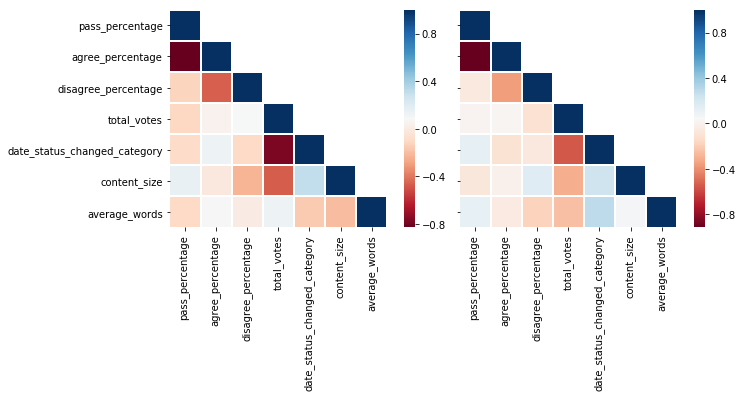 pass_percentage
agree_percentage
disagree_percentage
total_votes
date_status_changed_category
content_size
average_words
pass_percentage
agree_percentage
disagree_percentage
total_votes
date_status_changed_category
content_size
average_words
0.8
0.4
0.0
−0.4
−0.8
pass_percentage
agree_percentage
disagree_percentage
total_votes
date_status_changed_category
content_size
average_words
0.8
0.4
0.0
−0.4
−0.8